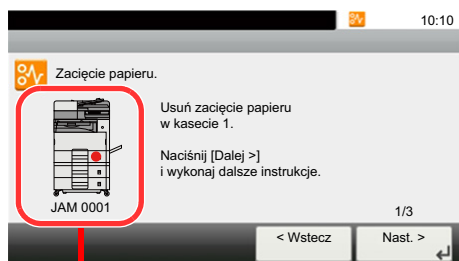 10:10
Zacięcie papieru.
Usuń zacięcie papieru
w kasecie 1.
Naciśnij [Dalej >]
i wykonaj dalsze instrukcje.
JAM 0001
1/3
< Wstecz
Nast. >